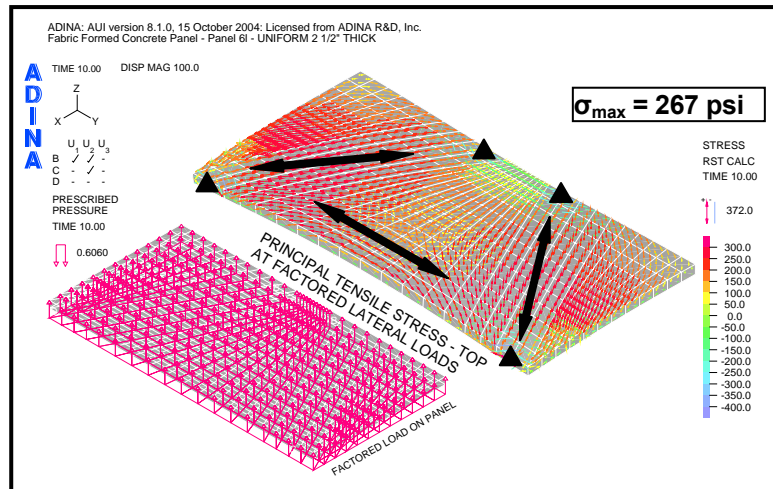 ADINA: AUI version 8.1.0, 15 October 2004: Licensed from ADINA R&D, Inc.
Fabric Formed Concrete Panel - Panel 6I - UNIFORM 2 1/2" THICK
ADINA
TIME 10.00
DISP MAG 100.0
Z
X
Y
U1 U2 U3
B ✓ ✓ -
C - ✓ -
D - - -
PRESCRIBED
PRESSURE
TIME 10.00
0.6060
σmax = 267 psi
STRESS
RST CALC
TIME 10.00
+ -
372.0
300.0
250.0
200.0
150.0
100.0
50.0
0.0
-50.0
-100.0
-150.0
-200.0
-250.0
-300.0
-350.0
-400.0
PRINCIPAL TENSILE STRESS - TOP
AT FACTORED LATERAL LOADS
FACTORED LOAD ON PANEL